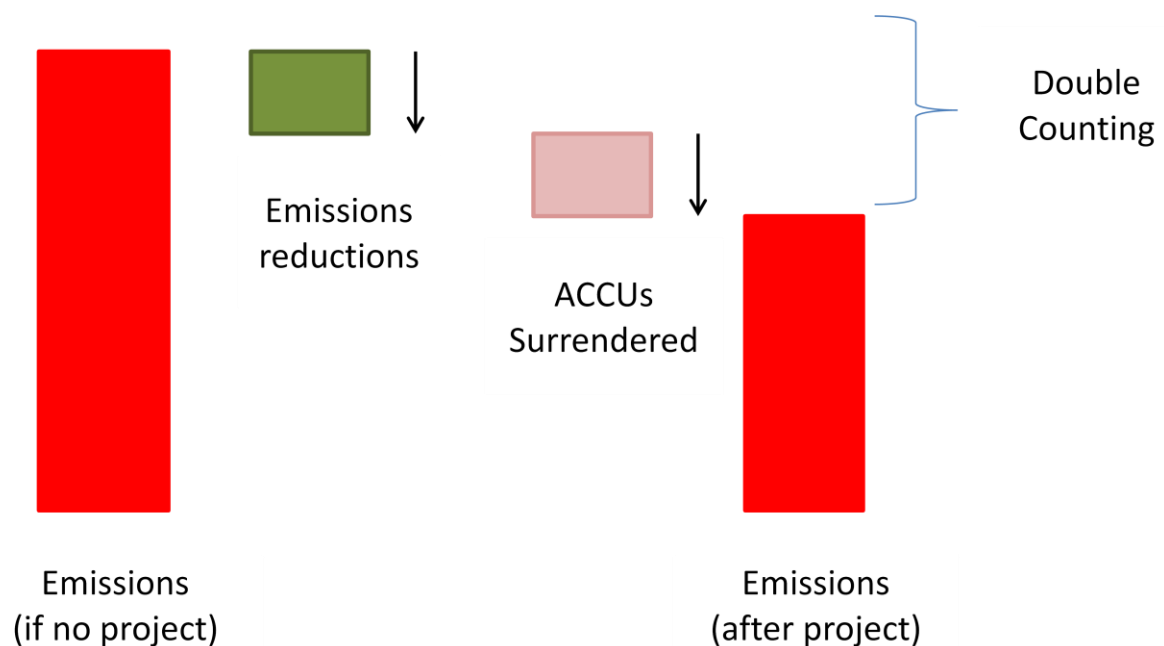 Double
Counting
Emissions
reductions
ACCUs
Surrendered
Emissions
(if no project)
Emissions
(after project)